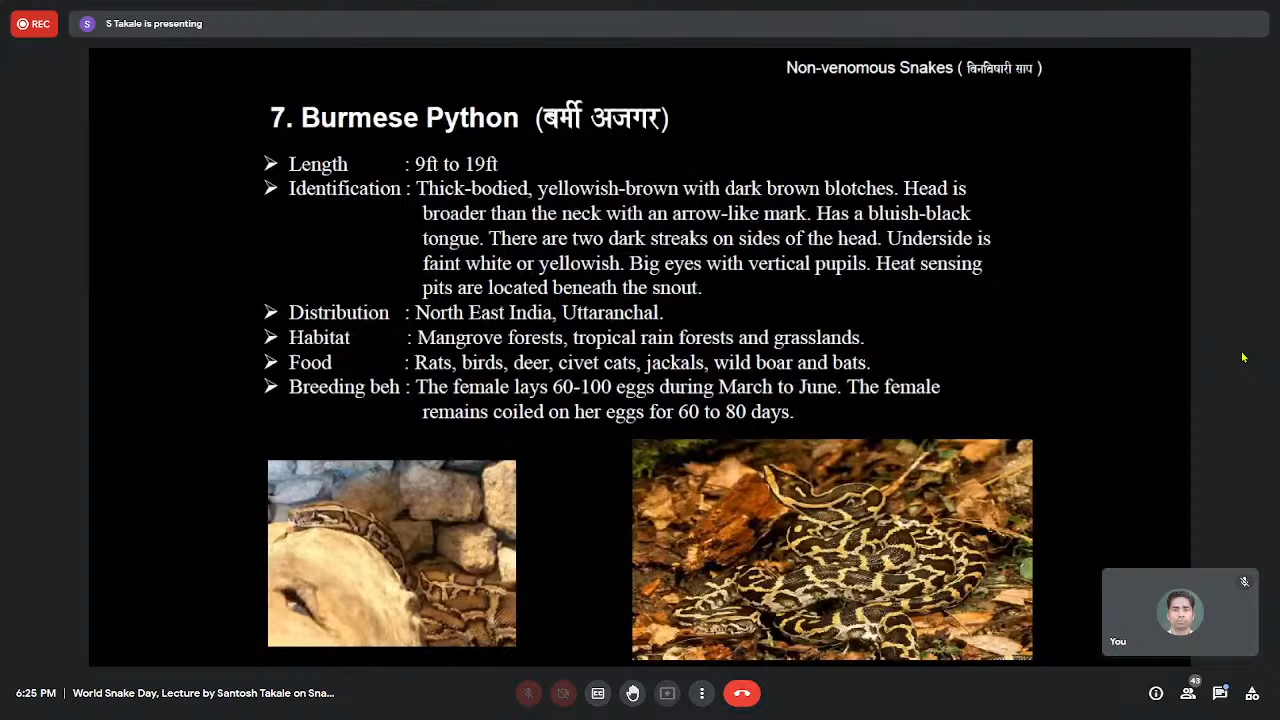 REC
S
S Takale is presenting
Non-venomous Snakes ( बिनविषारी साप )
7. Burmese Python (बर्मी अजगर)
➢ Length : 9ft to 19ft
➢ Identification : Thick-bodied, yellowish-brown with dark brown blotches. Head is
broader than the neck with an arrow-like mark. Has a bluish-black
tongue. There are two dark streaks on sides of the head. Underside is
faint white or yellowish. Big eyes with vertical pupils. Heat sensing
pits are located beneath the snout.
➢ Distribution : North East India, Uttaranchal.
➢ Habitat : Mangrove forests, tropical rain forests and grasslands.
➢ Food : Rats, birds, deer, civet cats, jackals, wild boar and bats.
➢ Breeding beh : The female lays 60-100 eggs during March to June. The female
remains coiled on her eggs for 60 to 80 days.
You
6:25 PM | World Snake Day, Lecture by Santosh Takale on Sna...
43